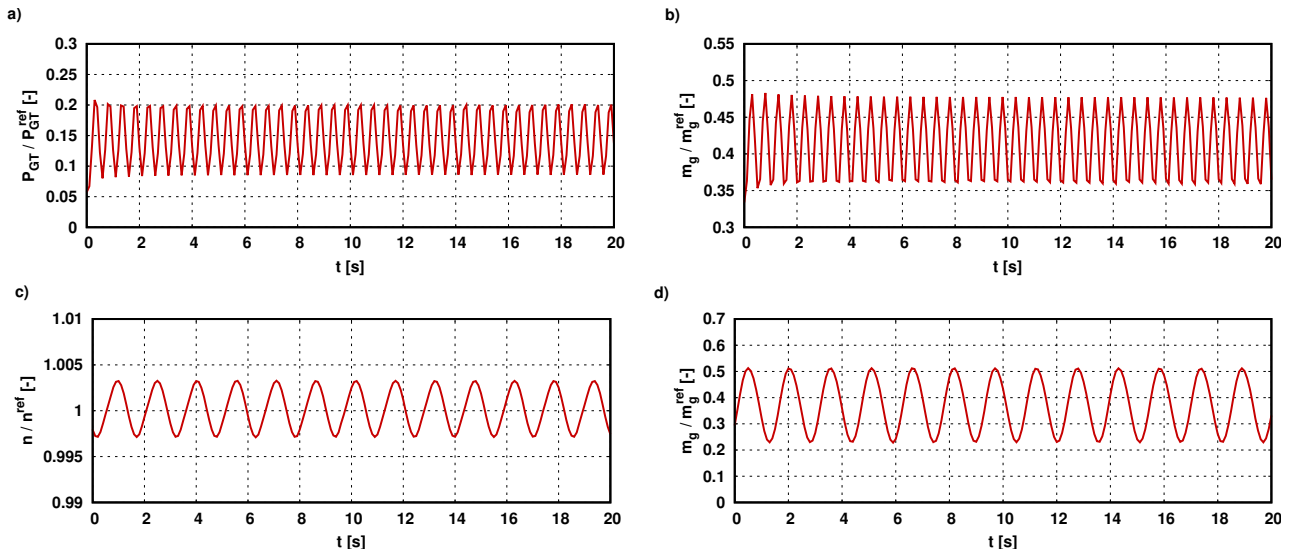 a)
b)
0.3
0.25
0.2
0.15
0.1
0.05
0
P_GT / P_GT^ref [-]
0 2 4 6 8 10 12 14 16 18 20
t [s]
0.55
0.5
0.45
0.4
0.35
0.3
m_g / m_g^ref [-]
0 2 4 6 8 10 12 14 16 18 20
t [s]
c)
d)
1.01
1.005
1
0.995
0.99
n / n^ref [-]
0 2 4 6 8 10 12 14 16 18 20
t [s]
0.7
0.6
0.5
0.4
0.3
0.2
0.1
0
m_g / m_g^ref [-]
0 2 4 6 8 10 12 14 16 18 20
t [s]